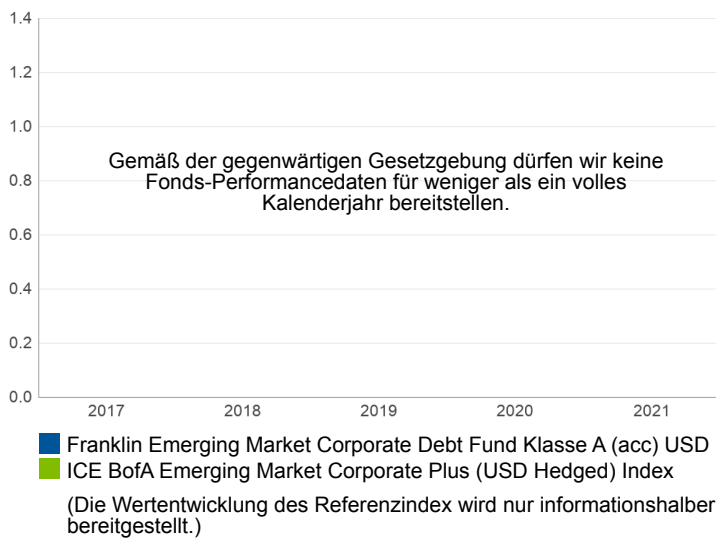 1.4
1.2
1.0
0.8
0.6
0.4
0.2
0.0
Gemäß der gegenwärtigen Gesetzgebung dürfen wir keine
Fonds-Performancedaten für weniger als ein volles
Kalenderjahr bereitstellen.
2017 2018 2019 2020 2021
Franklin Emerging Market Corporate Debt Fund Klasse A (acc) USD
ICE BofA Emerging Market Corporate Plus (USD Hedged) Index
(Die Wertentwicklung des Referenzindex wird nur informationshalber
bereitgestellt.)